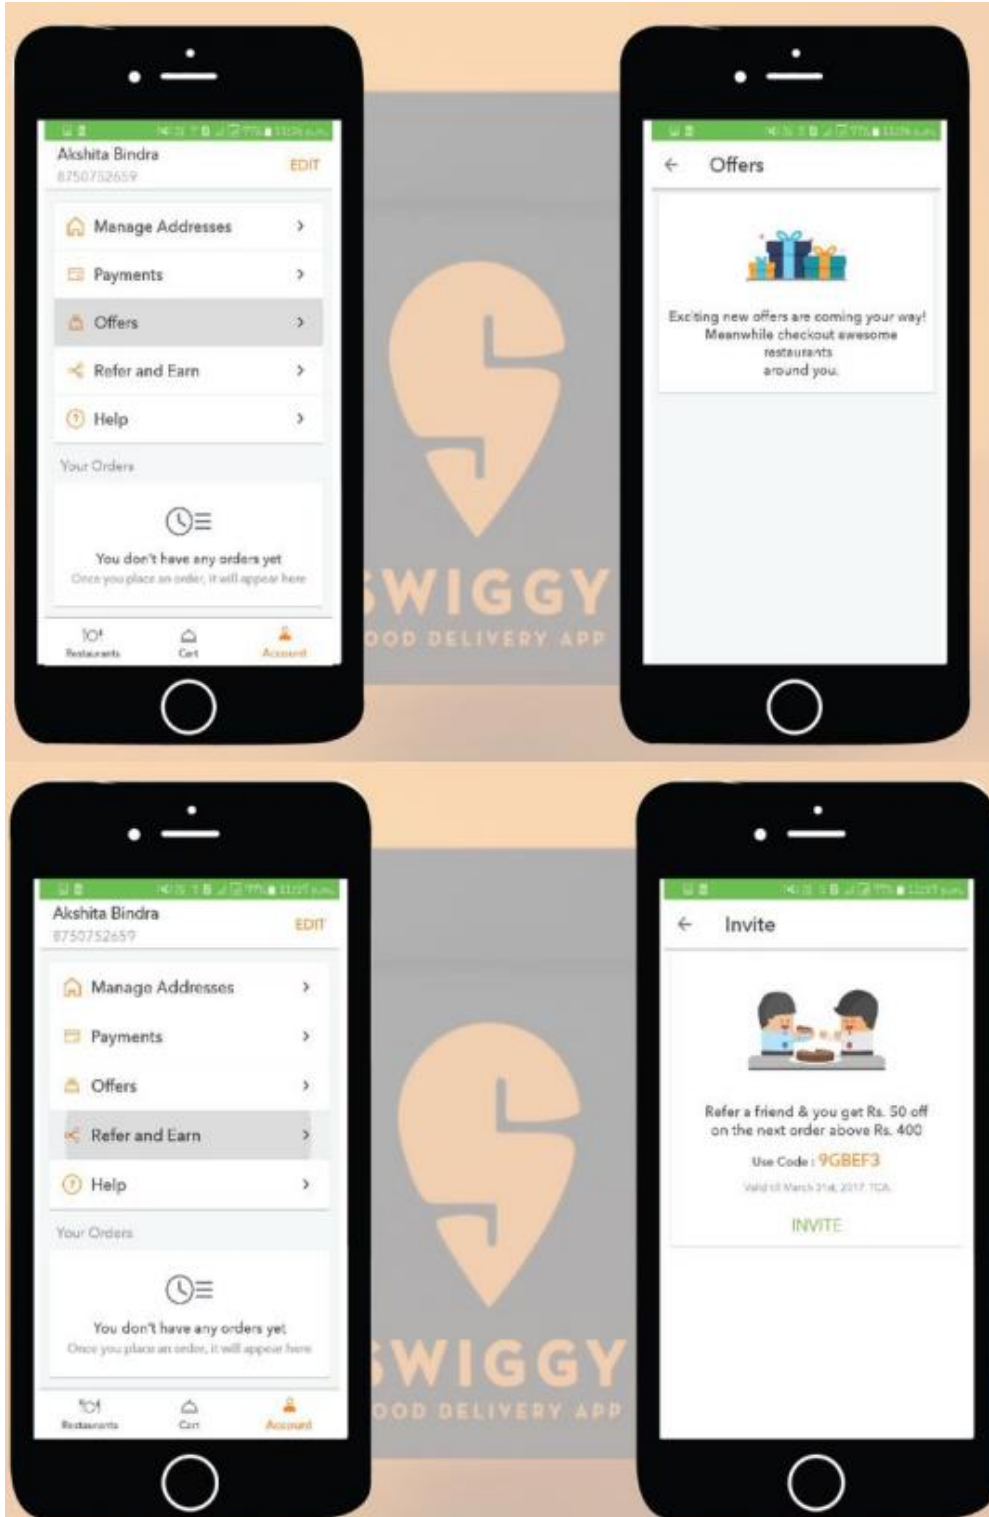 Akshita Bindra
8750752659
EDIT
Manage Addresses
Payments
Offers
Refer and Earn
Help
Your Orders
You don't have any orders yet
Once you place an order, it will appear here
Restaurants
Cart
Account
Offers
Exciting new offers are coming your way!
Meanwhile checkout awesome
restaurants
around you.
SWIGGY
FOOD DELIVERY APP
Akshita Bindra
8750752659
EDIT
Manage Addresses
Payments
Offers
Refer and Earn
Help
Your Orders
You don't have any orders yet
Once you place an order, it will appear here
Restaurants
Cart
Account
Invite
Refer a friend & you get Rs. 50 off
on the next order above Rs. 400
Use Code : 9GBEF3
Valid till March 31st, 2017.
INVITE
SWIGGY
FOOD DELIVERY APP